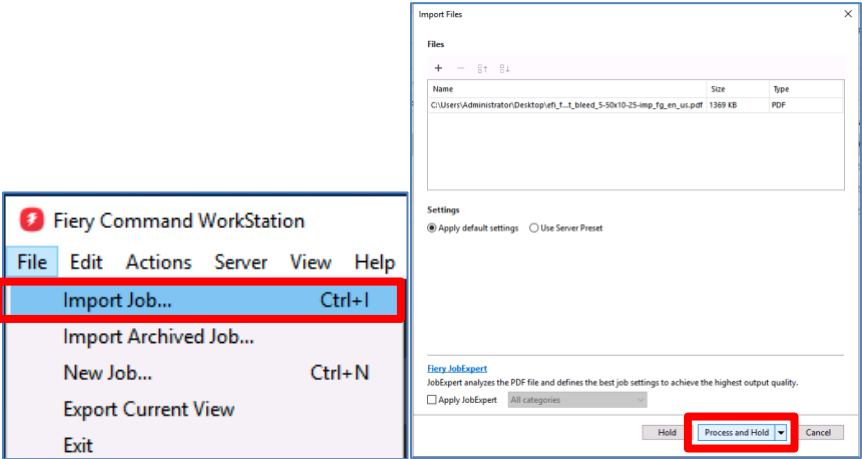 Fiery Command WorkStation
File Edit Actions Server View Help
Import Job... Ctrl+I
Import Archived Job...
New Job... Ctrl+N
Export Current View
Exit
Import Files
Files
Name Size Type
C:\Users\Administrator\Desktop\efi_f...t_bleed_5-50x10-25-imp_fg_en_us.pdf 1369 KB PDF
Settings
Apply default settings Use Server Preset
Fiery JobExpert
JobExpert analyzes the PDF file and defines the best job settings to achieve the highest output quality.
Apply JobExpert All categories
Hold Process and Hold Cancel